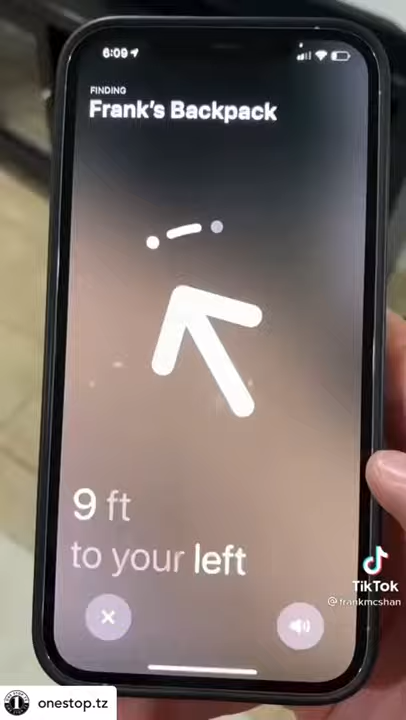 6:09
FINDING
Frank's Backpack
9 ft
to your left
TikTok
@frankmcshan
onestop.tz